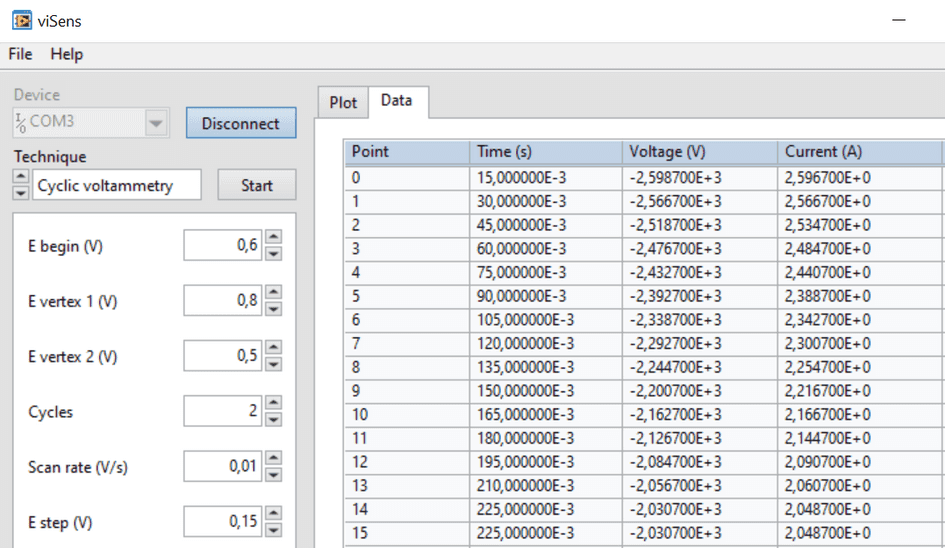 viSens
File Help
Device
I/O COM3
Disconnect
Technique
Cyclic voltammetry
Start
E begin (V) 0,6
E vertex 1 (V) 0,8
E vertex 2 (V) 0,5
Cycles 2
Scan rate (V/s) 0,01
E step (V) 0,15
Plot Data
Point Time (s) Voltage (V) Current (A)
0 15,000000E-3 -2,598700E+3 2,596700E+0
1 30,000000E-3 -2,566700E+3 2,566700E+0
2 45,000000E-3 -2,518700E+3 2,534700E+0
3 60,000000E-3 -2,476700E+3 2,484700E+0
4 75,000000E-3 -2,432700E+3 2,440700E+0
5 90,000000E-3 -2,392700E+3 2,388700E+0
6 105,000000E-3 -2,338700E+3 2,342700E+0
7 120,000000E-3 -2,292700E+3 2,300700E+0
8 135,000000E-3 -2,244700E+3 2,254700E+0
9 150,000000E-3 -2,200700E+3 2,216700E+0
10 165,000000E-3 -2,162700E+3 2,166700E+0
11 180,000000E-3 -2,126700E+3 2,144700E+0
12 195,000000E-3 -2,084700E+3 2,090700E+0
13 210,000000E-3 -2,056700E+3 2,060700E+0
14 225,000000E-3 -2,030700E+3 2,048700E+0
15 225,000000E-3 -2,030700E+3 2,048700E+0